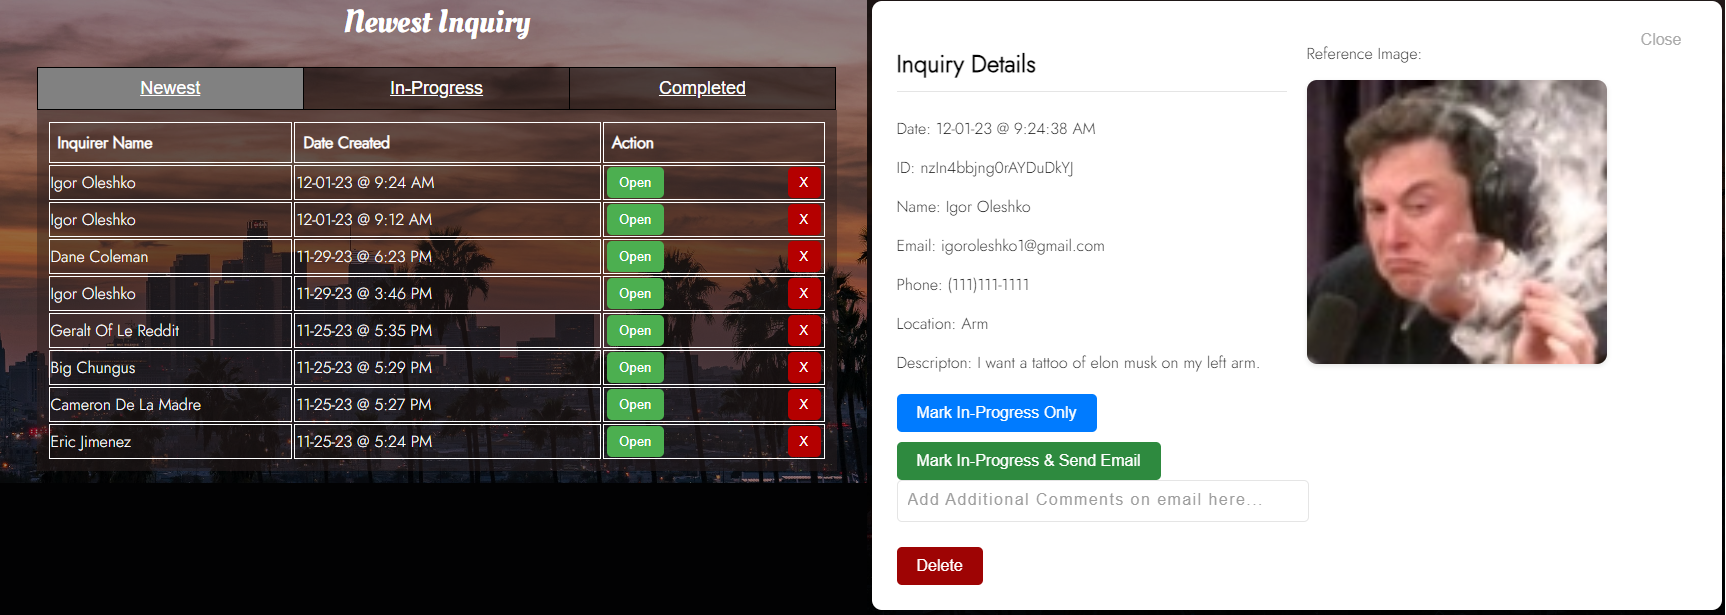 Newest Inquiry
Newest In-Progress Completed
Inquirer Name Date Created Action
Igor Oleshko 12-01-23 @ 9:24 AM Open X
Igor Oleshko 12-01-23 @ 9:12 AM Open X
Dane Coleman 11-29-23 @ 6:23 PM Open X
Igor Oleshko 11-29-23 @ 3:46 PM Open X
Geralt Of Le Reddit 11-25-23 @ 5:35 PM Open X
Big Chungus 11-25-23 @ 5:29 PM Open X
Cameron De La Madre 11-25-23 @ 5:27 PM Open X
Eric Jimenez 11-25-23 @ 5:24 PM Open X
Close
Inquiry Details
Date: 12-01-23 @ 9:24:38 AM
ID: nzIn4bbjng0rAYDuDkYJ
Name: Igor Oleshko
Email: igoroleshko1@gmail.com
Phone: (111)111-1111
Location: Arm
Descripton: I want a tattoo of elon musk on my left arm.
Mark In-Progress Only
Mark In-Progress & Send Email
Add Additional Comments on email here...
Delete
Reference Image: